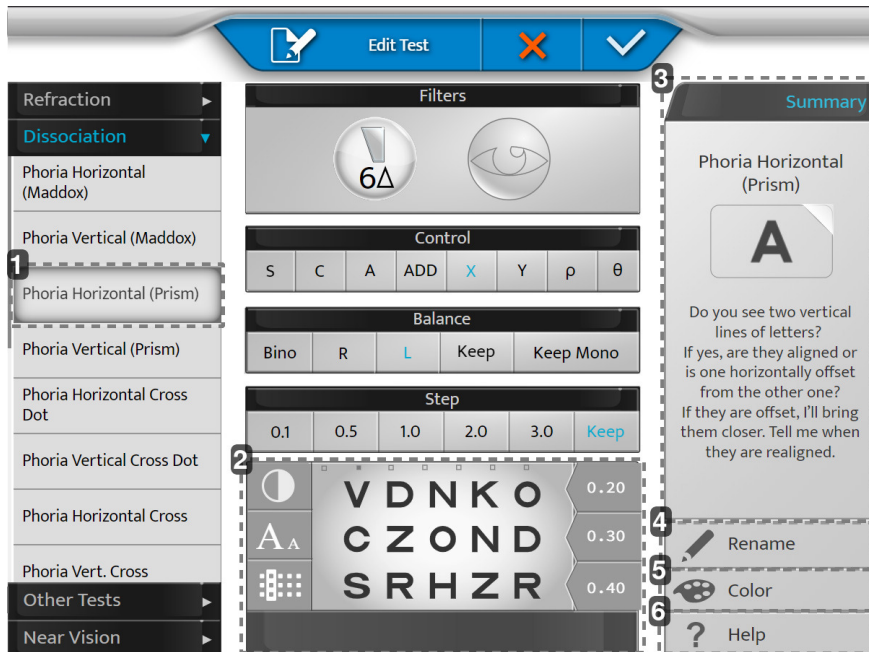 Edit Test
3
Refraction
Filters
Summary
Dissociation
Phoria Horizontal
(Maddox)
6Δ
Phoria Horizontal
(Prism)
A
Phoria Vertical (Maddox)
Control
S C A ADD X Y ρ θ
1
Phoria Horizontal (Prism)
Balance
Bino R L Keep Keep Mono
Do you see two vertical
lines of letters?
If yes, are they aligned or
is one horizontally offset
from the other one?
If they are offset, I'll bring
them closer. Tell me when
they are realigned.
Phoria Vertical (Prism)
Phoria Horizontal Cross
Dot
Step
0.1 0.5 1.0 2.0 3.0 Keep
Phoria Vertical Cross Dot
2
V D N K O
0.20
A A
C Z O N D
0.30
S R H Z R
0.40
Phoria Horizontal Cross
Phoria Vert. Cross
Other Tests
Near Vision
4
Rename
5
Color
6
? Help